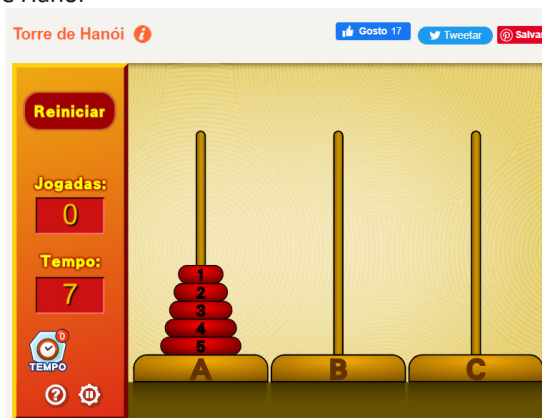 Torre de Hanói i
Gosto 17
Tweetar
Salvar
Reiniciar
Jogadas:
0
Tempo:
7
0
TEMPO
?
1
2
3
4
5
A
B
C